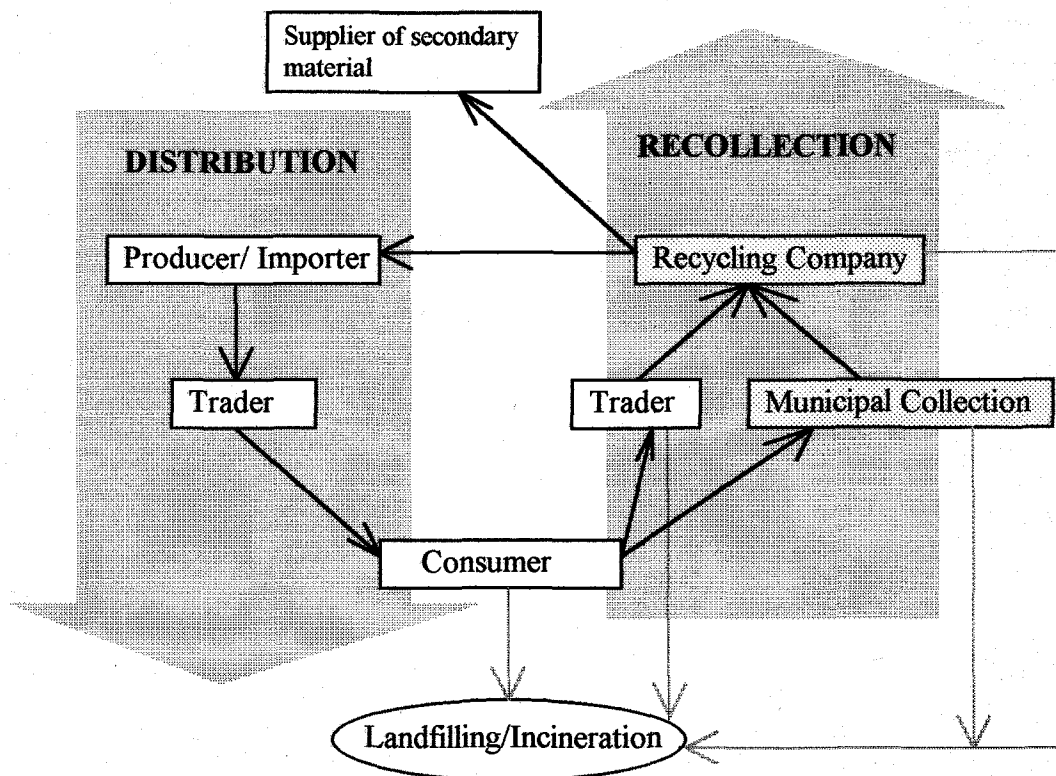 Supplier of secondary
material
DISTRIBUTION
RECOLLECTION
Producer/ Importer
Recycling Company
Trader
Trader
Municipal Collection
Consumer
Landfilling/Incineration